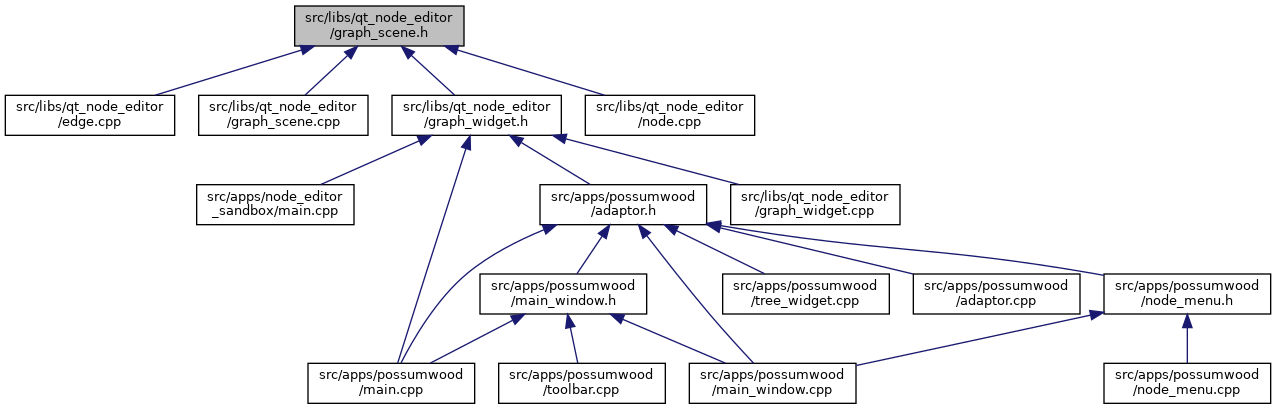 src/libs/qt_node_editor
/graph_scene.h
src/libs/qt_node_editor
/edge.cpp
src/libs/qt_node_editor
/graph_scene.cpp
src/libs/qt_node_editor
/graph_widget.h
src/libs/qt_node_editor
/node.cpp
src/apps/node_editor
_sandbox/main.cpp
src/apps/possumwood
/adaptor.h
src/libs/qt_node_editor
/graph_widget.cpp
src/apps/possumwood
/main_window.h
src/apps/possumwood
/tree_widget.cpp
src/apps/possumwood
/adaptor.cpp
src/apps/possumwood
/node_menu.h
src/apps/possumwood
/main.cpp
src/apps/possumwood
/toolbar.cpp
src/apps/possumwood
/main_window.cpp
src/apps/possumwood
/node_menu.cpp